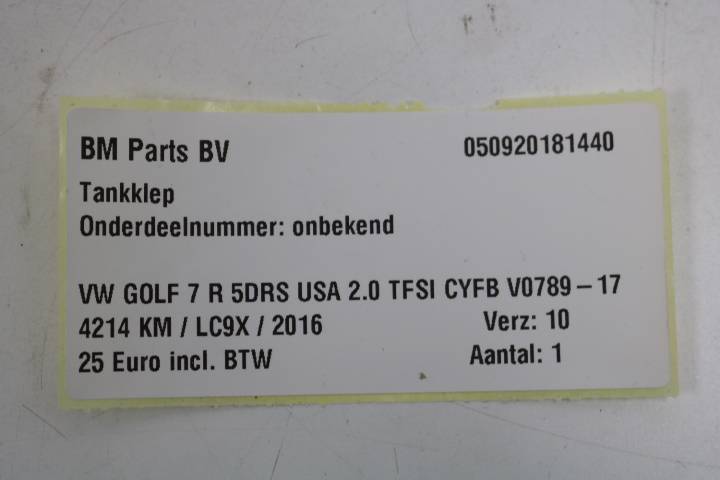 BM Parts BV 050920181440
Tankklep
Onderdeelnummer: onbekend
VW GOLF 7 R 5DRS USA 2.0 TFSI CYFB V0789-17
4214 KM / LC9X / 2016 Verz: 10
25 Euro incl. BTW Aantal: 1